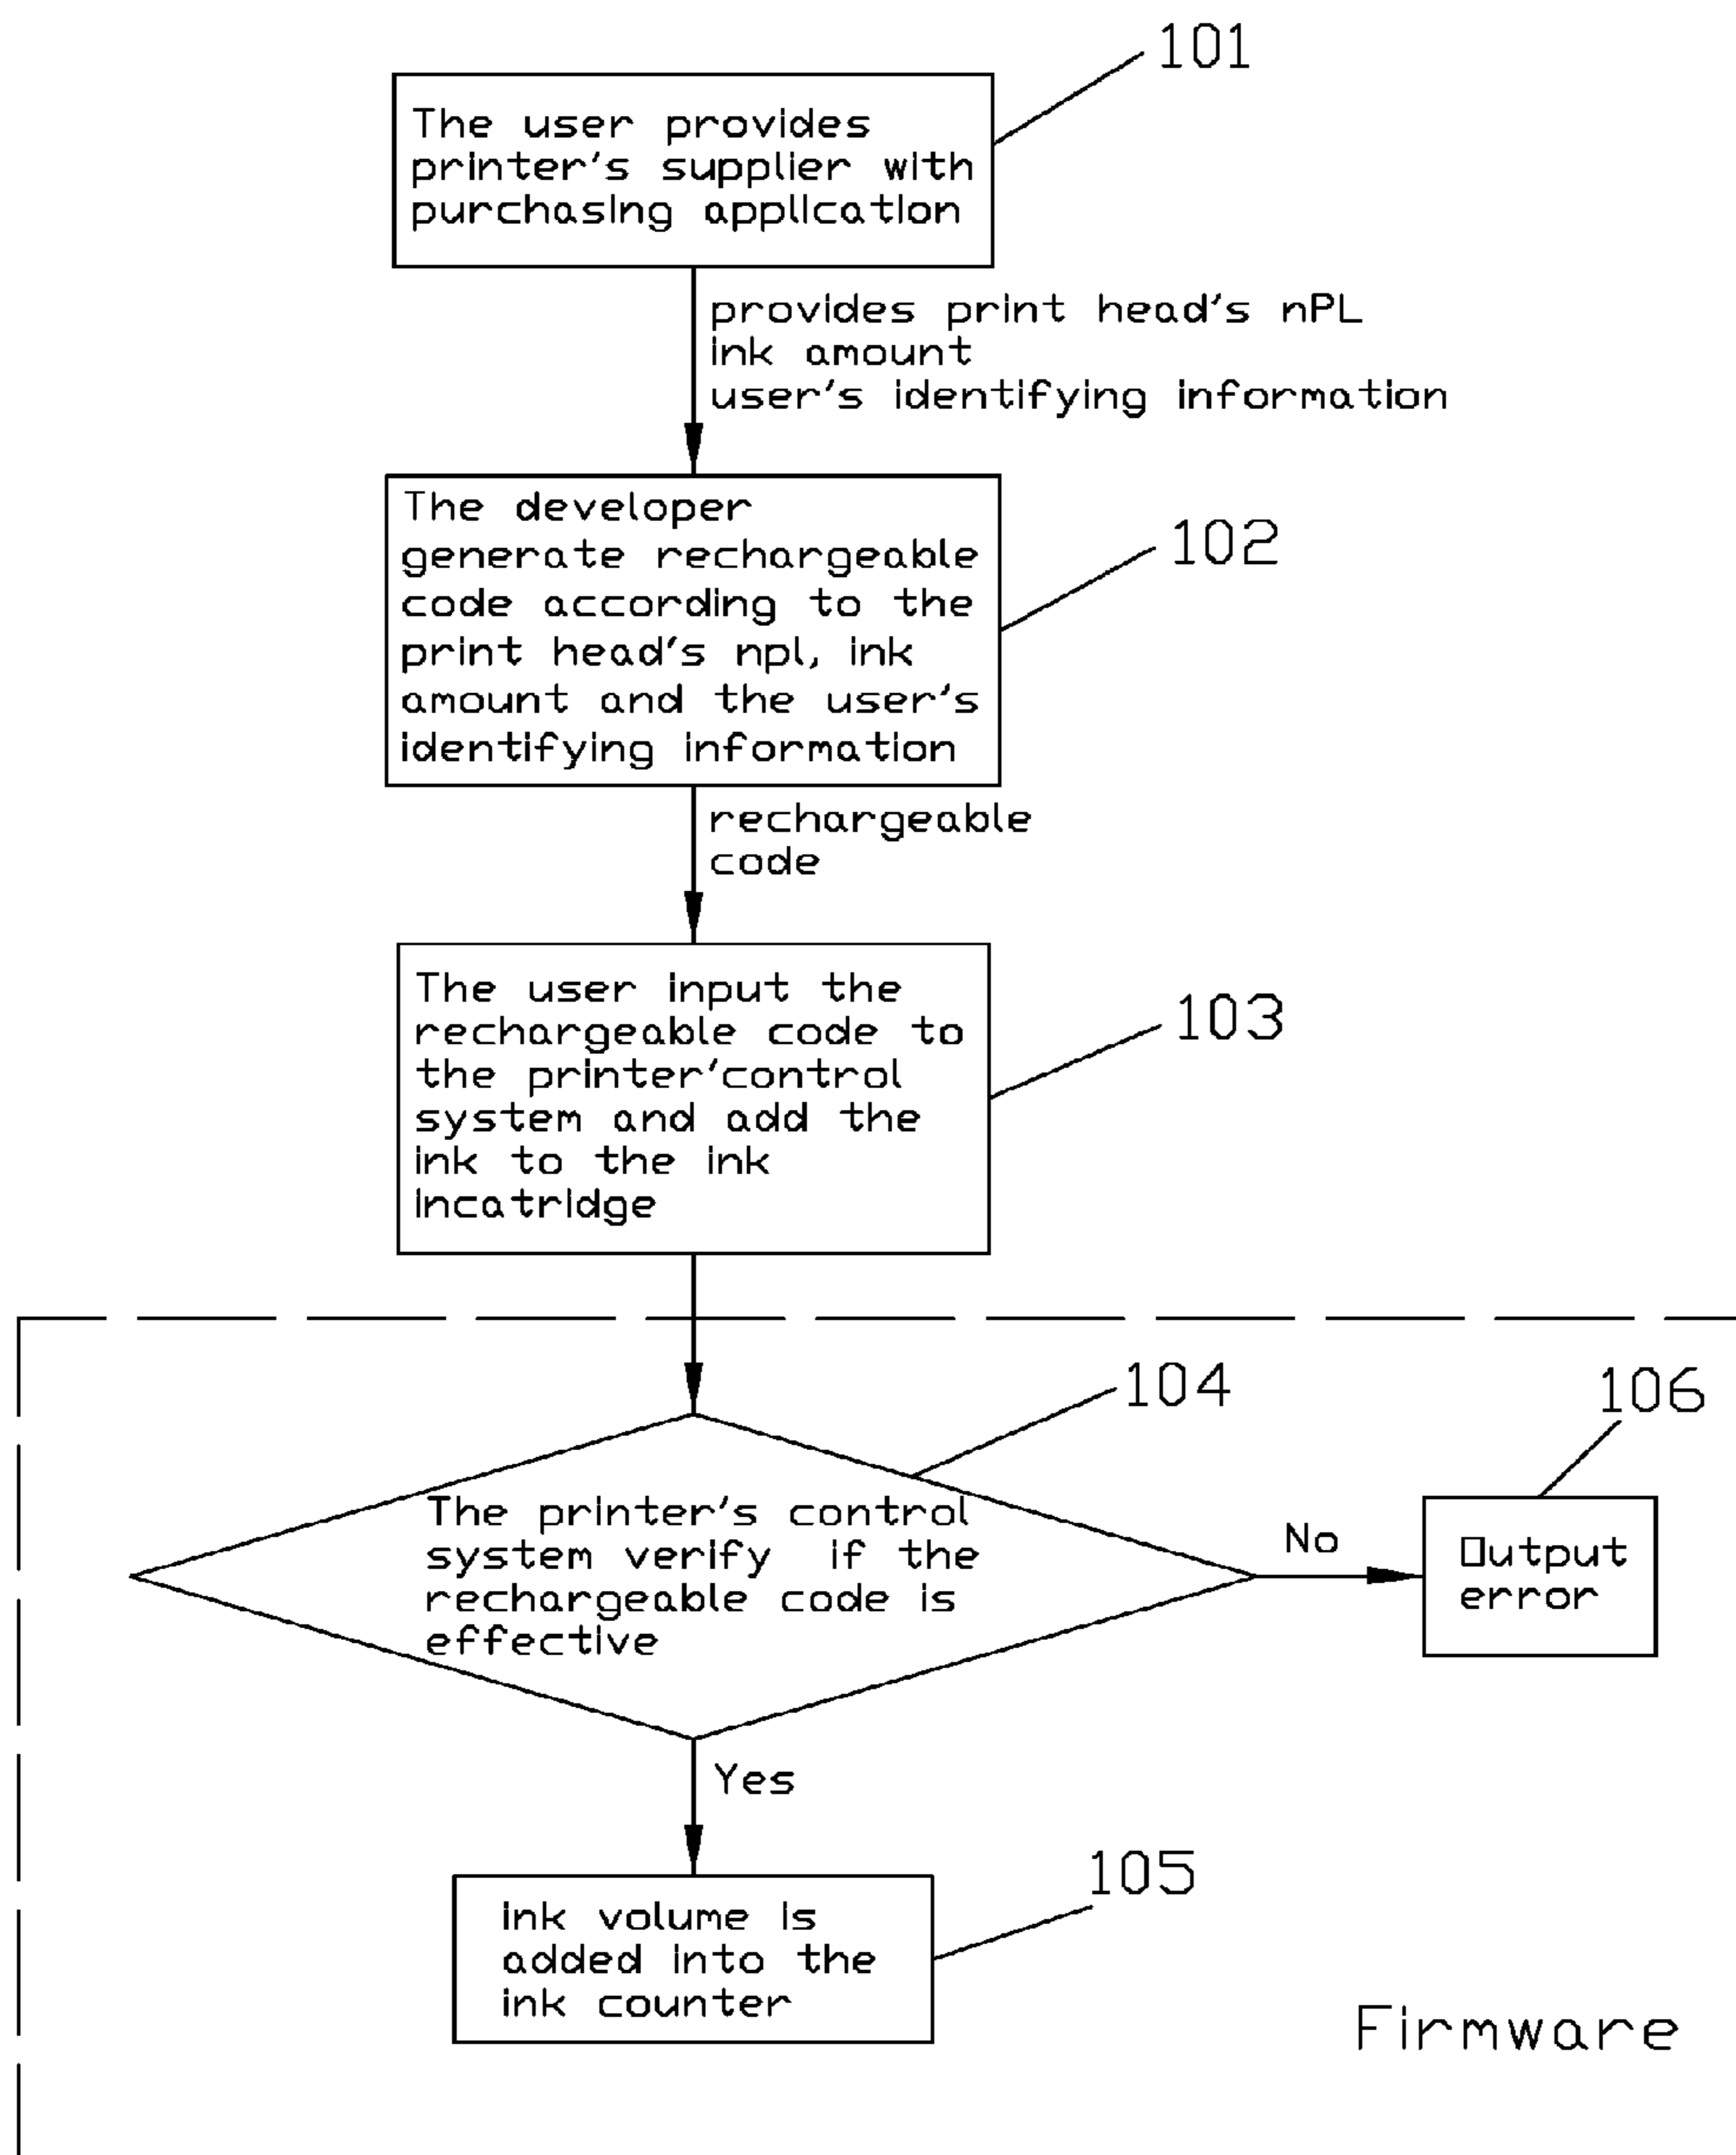 101
The user provides
printer's supplier with
purchasing application
provides print head's nPL
ink amount
user's identifying information
The developer
generate rechargeable
code according to the
print head's npl, ink
amount and the user's
identifying information
102
rechargeable
code
The user input the
rechargeable code to
the printer'control
system and add the
ink to the ink
incatridge
103
104
106
The printer's control
system verify if the
rechargeable code is
effective
No
Output
error
Yes
105
ink volume is
added into the
ink counter
Firmware